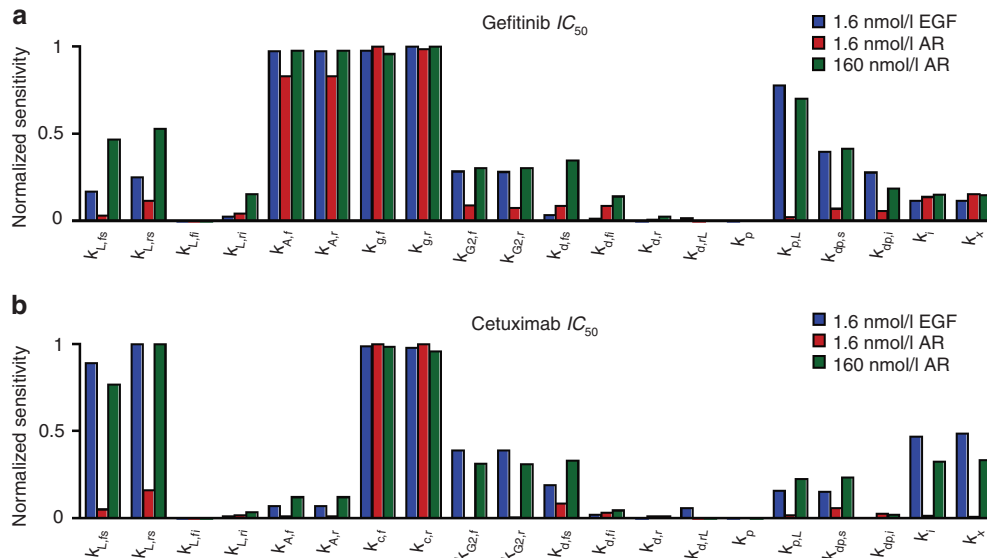 a
Gefitinib IC50
1.6 nmol/l EGF
1.6 nmol/l AR
160 nmol/l AR
Normalized sensitivity
1
0.5
0
kL,fs kL,rs kL,fi kL,ri kA,f kA,r kg,f kg,r kG2,f kG2,r kd,fs kd,fi kd,r kd,rL kp kp,L kdp,s kdp,i ki kx
b
Cetuximab IC50
1.6 nmol/l EGF
1.6 nmol/l AR
160 nmol/l AR
Normalized sensitivity
1
0.5
0
kL,fs kL,rs kL,fi kL,ri kA,f kA,r kc,f kc,r kG2,f kG2,r kd,fs kd,fi kd,r kd,rL kp kp,L kdp,s kdp,i ki kx